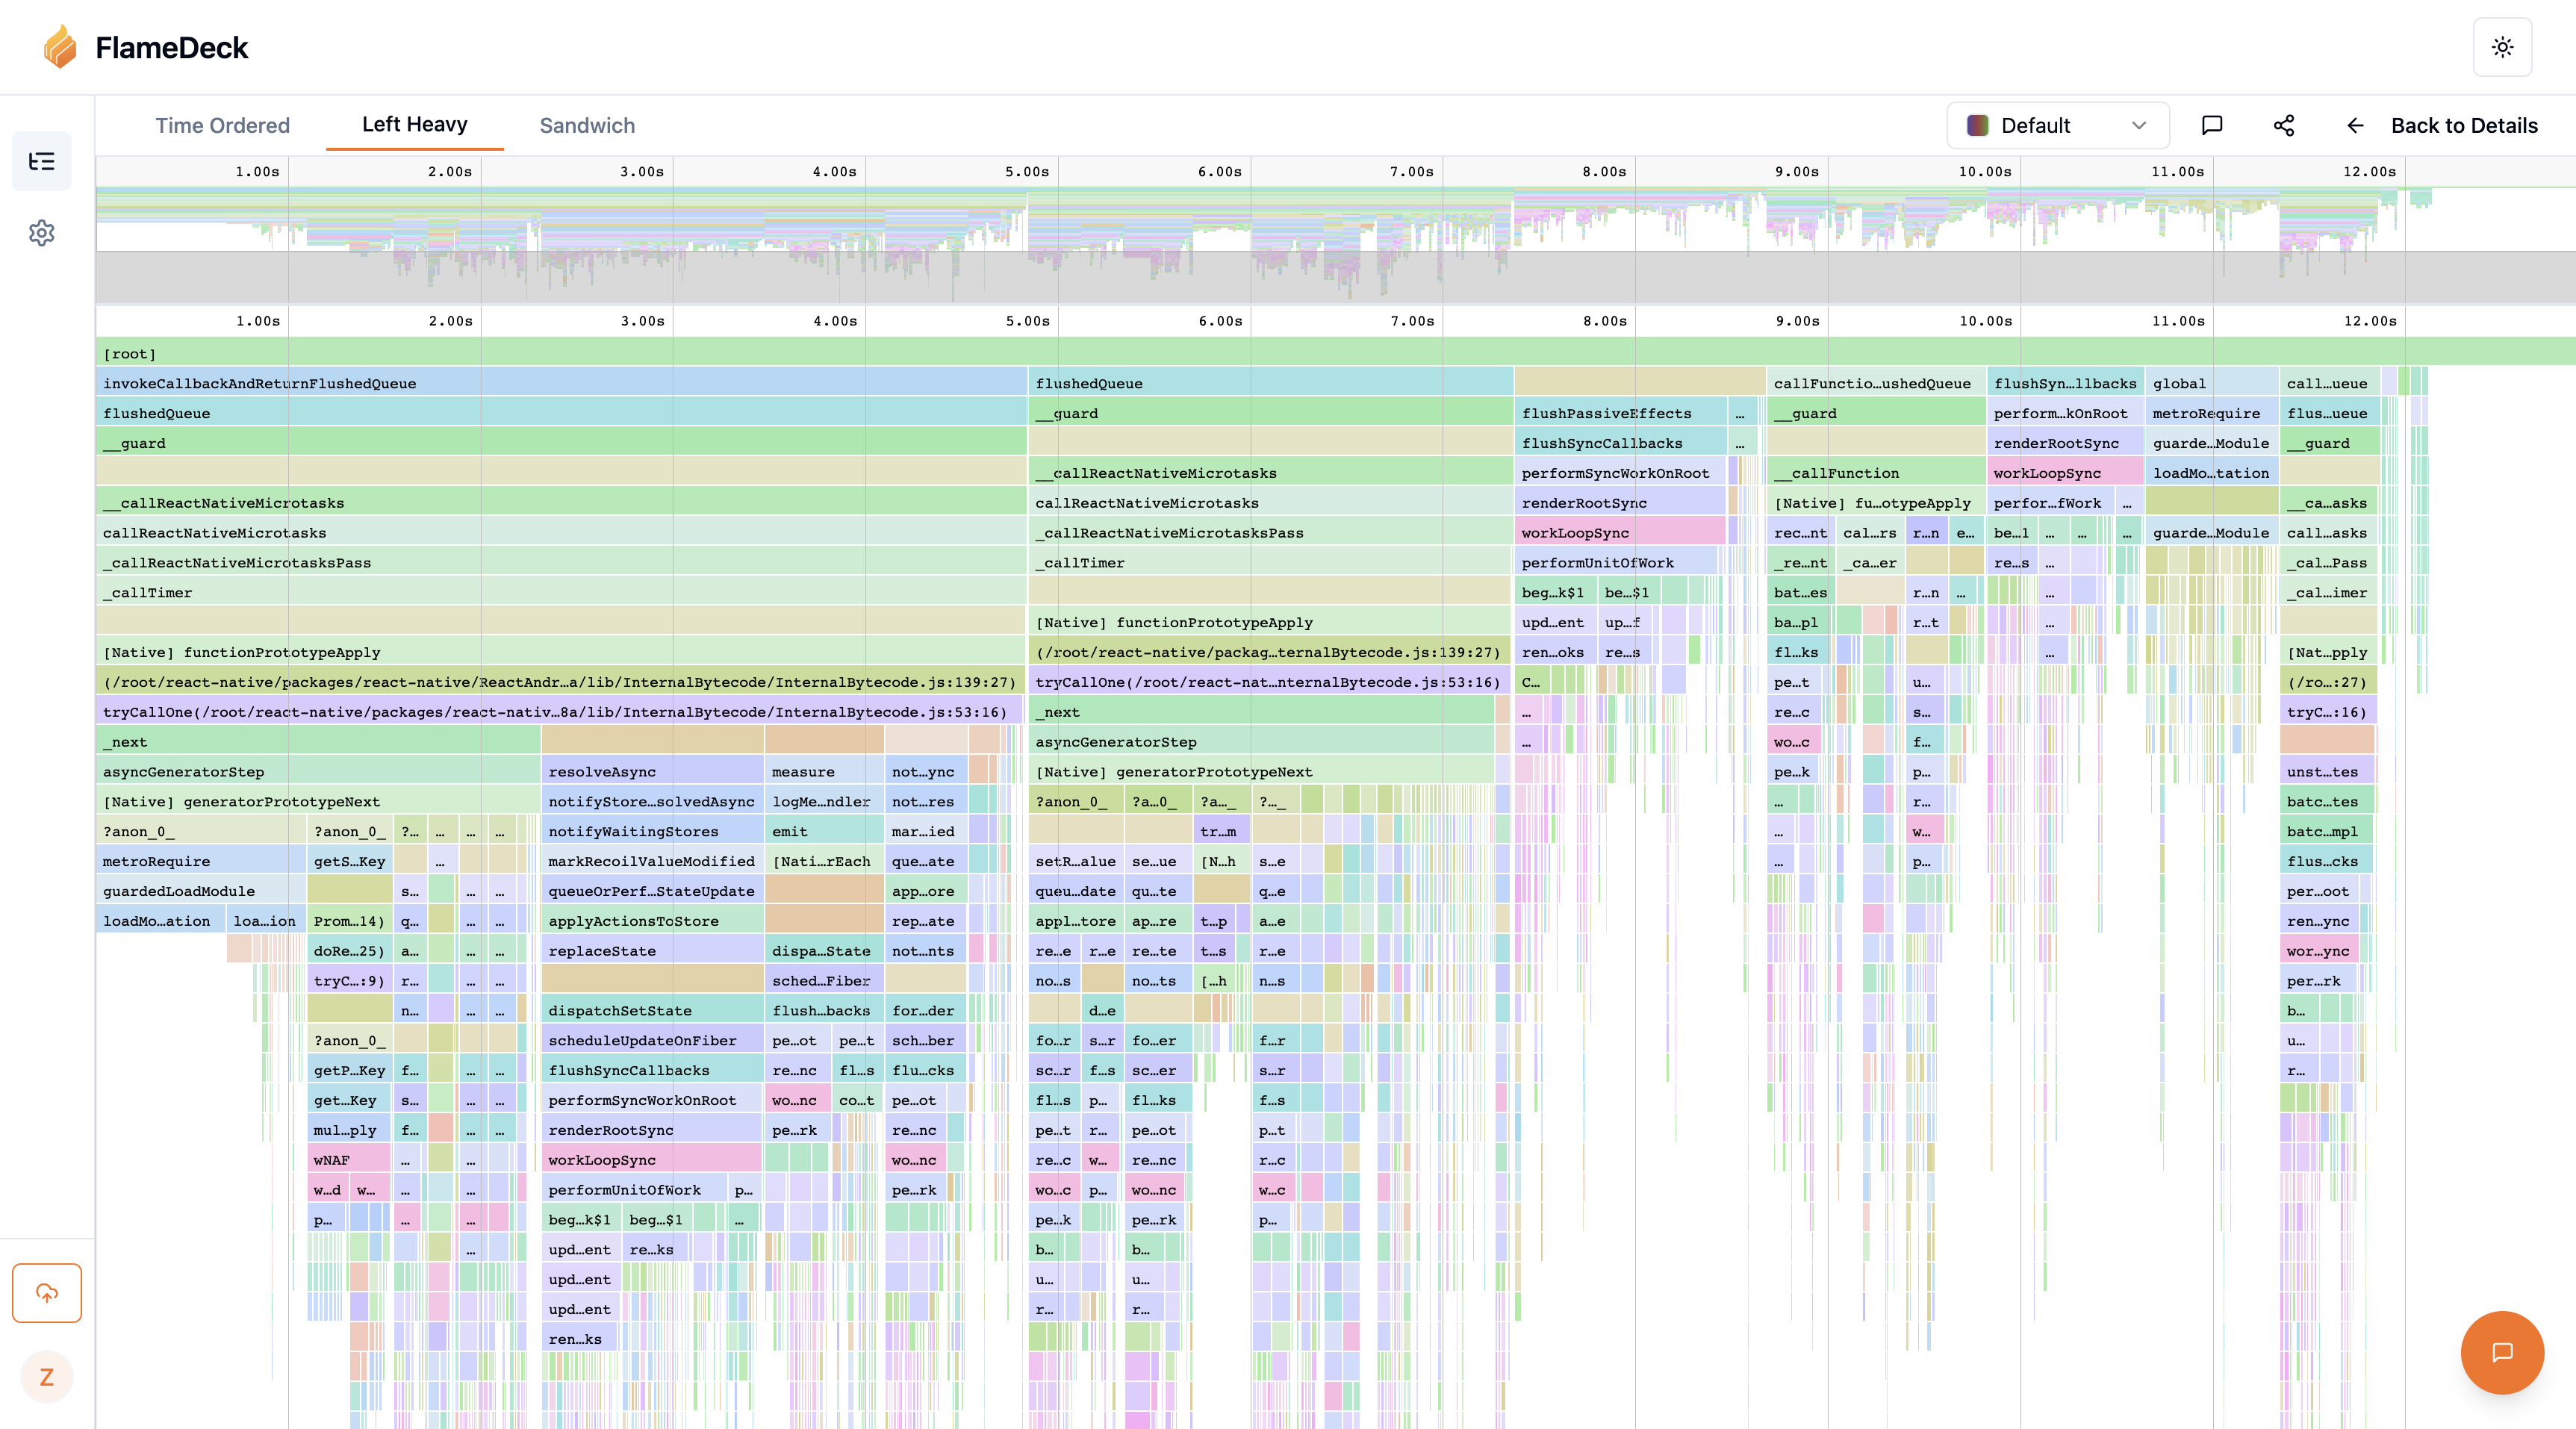 FlameDeck
Time Ordered Left Heavy Sandwich Default Back to Details
1.00s 2.00s 3.00s 4.00s 5.00s 6.00s 7.00s 8.00s 9.00s 10.00s 11.00s 12.00s
1.00s 2.00s 3.00s 4.00s 5.00s 6.00s 7.00s 8.00s 9.00s 10.00s 11.00s 12.00s
[root]
invokeCallbackAndReturnFlushedQueue flushedQueue callFunctio…ushedQueue flushSyn…llbacks global call…ueue
flushedQueue __guard flushPassiveEffects … __guard perform…kOnRoot metroRequire flus…ueue
__guard flushSyncCallbacks … renderRootSync guarde…Module __guard
__callReactNativeMicrotasks performSyncWorkOnRoot __callFunction workLoopSync loadMo…tation
__callReactNativeMicrotasks callReactNativeMicrotasks renderRootSync [Native] fu…otypeApply perfor…fWork … __ca…asks
callReactNativeMicrotasks _callReactNativeMicrotasksPass workLoopSync rec…nt cal…rs r…n e… be…1 … … … guarde…Module call…asks
_callReactNativeMicrotasksPass _callTimer performUnitOfWork _re…nt _ca…er re…s … _cal…Pass
_callTimer beg…k$1 be…$1 bat…es r…n … … _cal…imer
[Native] functionPrototypeApply upd…ent up…f ba…pl r…t …
[Native] functionPrototypeApply (/root/react-native/packag…ternalBytecode.js:139:27) ren…oks re…s fl…ks … [Nat…pply
(/root/react-native/packages/react-native/ReactAndr…a/lib/InternalBytecode/InternalBytecode.js:139:27) tryCallOne(/root/react-nat…nternalBytecode.js:53:16) C… pe…t u… (/ro…:27)
tryCallOne(/root/react-native/packages/react-nativ…8a/lib/InternalBytecode/InternalBytecode.js:53:16) _next … re…c s… tryC…:16)
_next asyncGeneratorStep … wo…c f…
asyncGeneratorStep resolveAsync measure not…ync [Native] generatorPrototypeNext pe…k p… unst…tes
[Native] generatorPrototypeNext notifyStore…solvedAsync logMe…ndler not…res ?anon_0_ ?a…0_ ?a…_ ?…_ … r… batc…tes
?anon_0_ ?anon_0_ ?… … … … notifyWaitingStores emit mar…ied tr…m … w… batc…mpl
metroRequire getS…Key … markRecoilValueModified [Nati…rEach que…ate setR…alue se…ue [N…h s…e … p… flus…cks
guardedLoadModule s… … … queueOrPerf…StateUpdate app…ore queu…date qu…te q…e per…oot
loadMo…ation loa…ion Prom…14) q… … … applyActionsToStore rep…ate appl…tore ap…re t…p a…e ren…ync
doRe…25) a… … … replaceState dispa…State not…nts re…e r…e re…te t…s r…e wor…ync
tryC…:9) r… … … sched…Fiber no…s no…ts […h n…s per…rk
n… … … dispatchSetState flush…backs for…der d…e b…
?anon_0_ scheduleUpdateOnFiber pe…ot pe…t sch…ber fo…r s…r fo…er f…r u…
getP…Key f… … … flushSyncCallbacks re…nc fl…s flu…cks sc…r f…s sc…er s…r r…
get…Key s… … … performSyncWorkOnRoot wo…nc co…t pe…ot fl…s p… fl…ks f…s
mul…ply f… … … renderRootSync pe…rk re…nc pe…t r… pe…ot p…t
wNAF … … workLoopSync wo…nc re…c w… re…nc r…c
w…d w… … … performUnitOfWork p… pe…rk wo…c p… wo…nc w…c
p… … … beg…k$1 beg…$1 … pe…k pe…rk p…
… upd…ent re…ks b… b…
upd…ent u… u…
upd…ent r… r…
ren…ks
Z